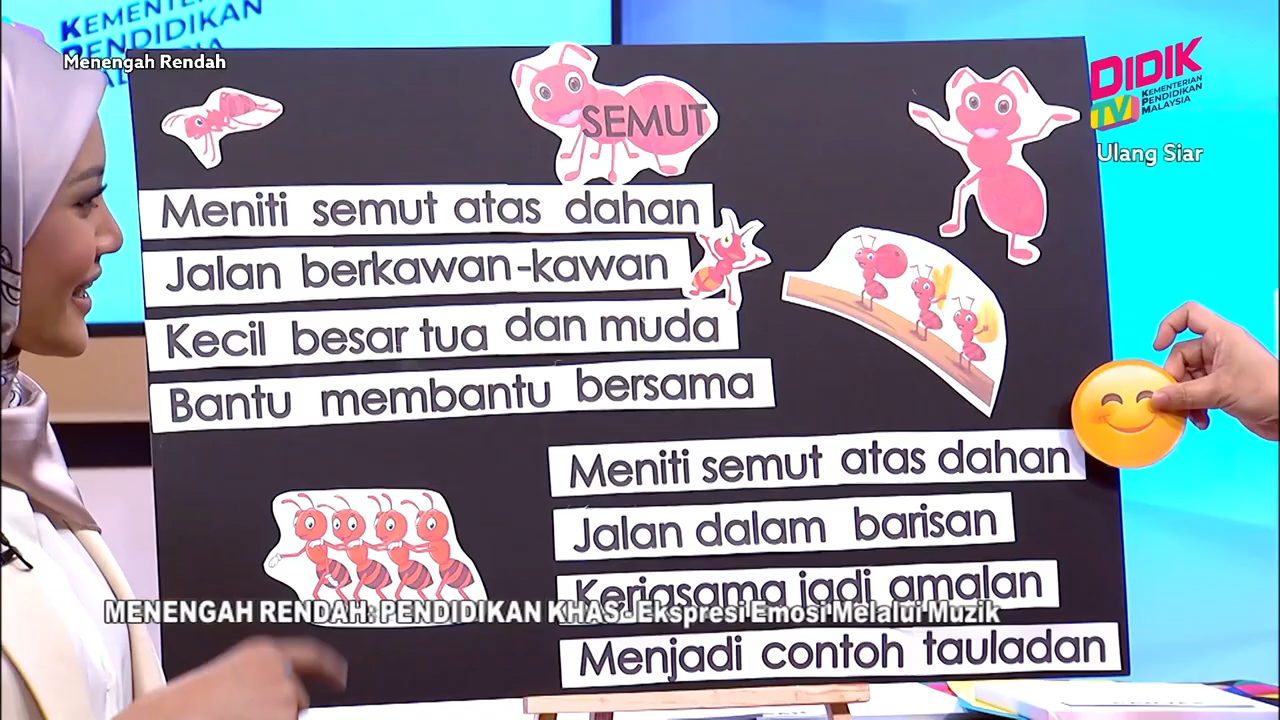 KEMENTERIAN
PENDIDIKAN
MALAYSIA
Menengah Rendah
DIDIK
TV
KEMENTERIAN
PENDIDIKAN
MALAYSIA
Ulang Siar
SEMUT
Meniti semut atas dahan
Jalan berkawan-kawan
Kecil besar tua dan muda
Bantu membantu bersama
Meniti semut atas dahan
Jalan dalam barisan
Kerjasama jadi amalan
MENENGAH RENDAH: PENDIDIKAN KHAS - Ekspresi Emosi Melalui Muzik
Menjadi contoh tauladan